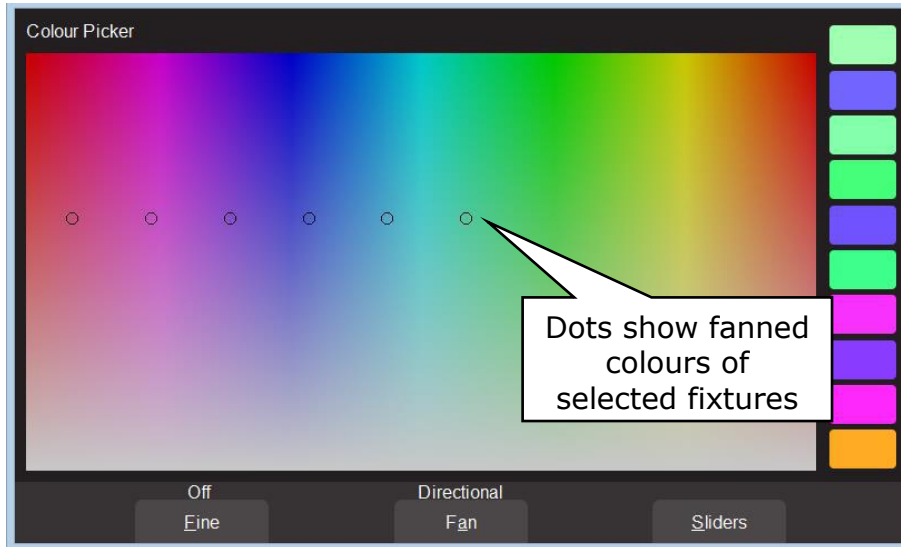 Colour Picker
Dots show fanned
colours of
selected fixtures
Off
Directional
Fine
Fan
Sliders